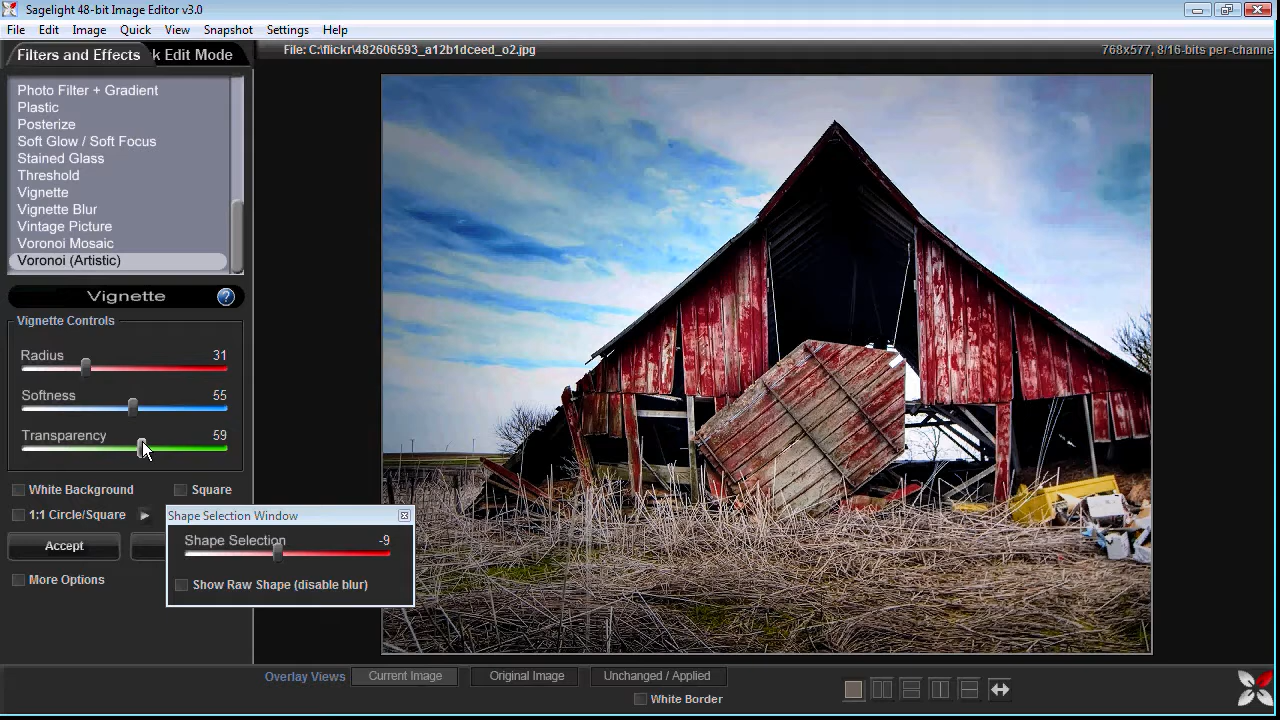 Sagelight 48-bit Image Editor v3.0
File Edit Image Quick View Snapshot Settings Help
Filters and Effects k Edit Mode
File: C:\flickr\482606593_a12b1dceed_o2.jpg
768x577, 8/16-bits per-channe
Photo Filter + Gradient
Plastic
Posterize
Soft Glow / Soft Focus
Stained Glass
Threshold
Vignette
Vignette Blur
Vintage Picture
Voronoi Mosaic
Voronoi (Artistic)
Vignette ?
Vignette Controls
Radius 31
Softness 55
Transparency 59
White Background Square
1:1 Circle/Square
Accept
More Options
Shape Selection Window
Shape Selection -9
Show Raw Shape (disable blur)
Overlay Views Current Image Original Image Unchanged / Applied
White Border